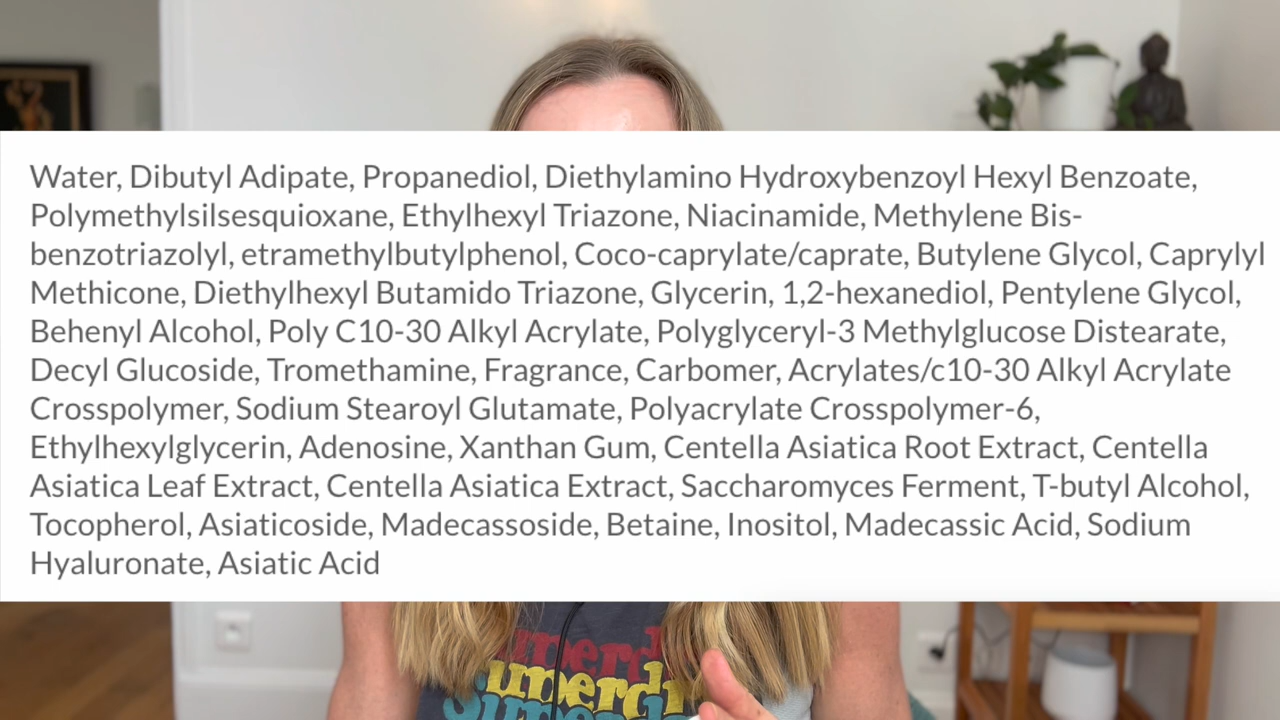 Water, Dibutyl Adipate, Propanediol, Diethylamino Hydroxybenzoyl Hexyl Benzoate,
Polymethylsilsesquioxane, Ethylhexyl Triazone, Niacinamide, Methylene Bis-
benzotriazolyl, etramethylbutylphenol, Coco-caprylate/caprate, Butylene Glycol, Caprylyl
Methicone, Diethylhexyl Butamido Triazone, Glycerin, 1,2-hexanediol, Pentylene Glycol,
Behenyl Alcohol, Poly C10-30 Alkyl Acrylate, Polyglyceryl-3 Methylglucose Distearate,
Decyl Glucoside, Tromethamine, Fragrance, Carbomer, Acrylates/c10-30 Alkyl Acrylate
Crosspolymer, Sodium Stearoyl Glutamate, Polyacrylate Crosspolymer-6,
Ethylhexylglycerin, Adenosine, Xanthan Gum, Centella Asiatica Root Extract, Centella
Asiatica Leaf Extract, Centella Asiatica Extract, Saccharomyces Ferment, T-butyl Alcohol,
Tocopherol, Asiaticoside, Madecassoside, Betaine, Inositol, Madecassic Acid, Sodium
Hyaluronate, Asiatic Acid